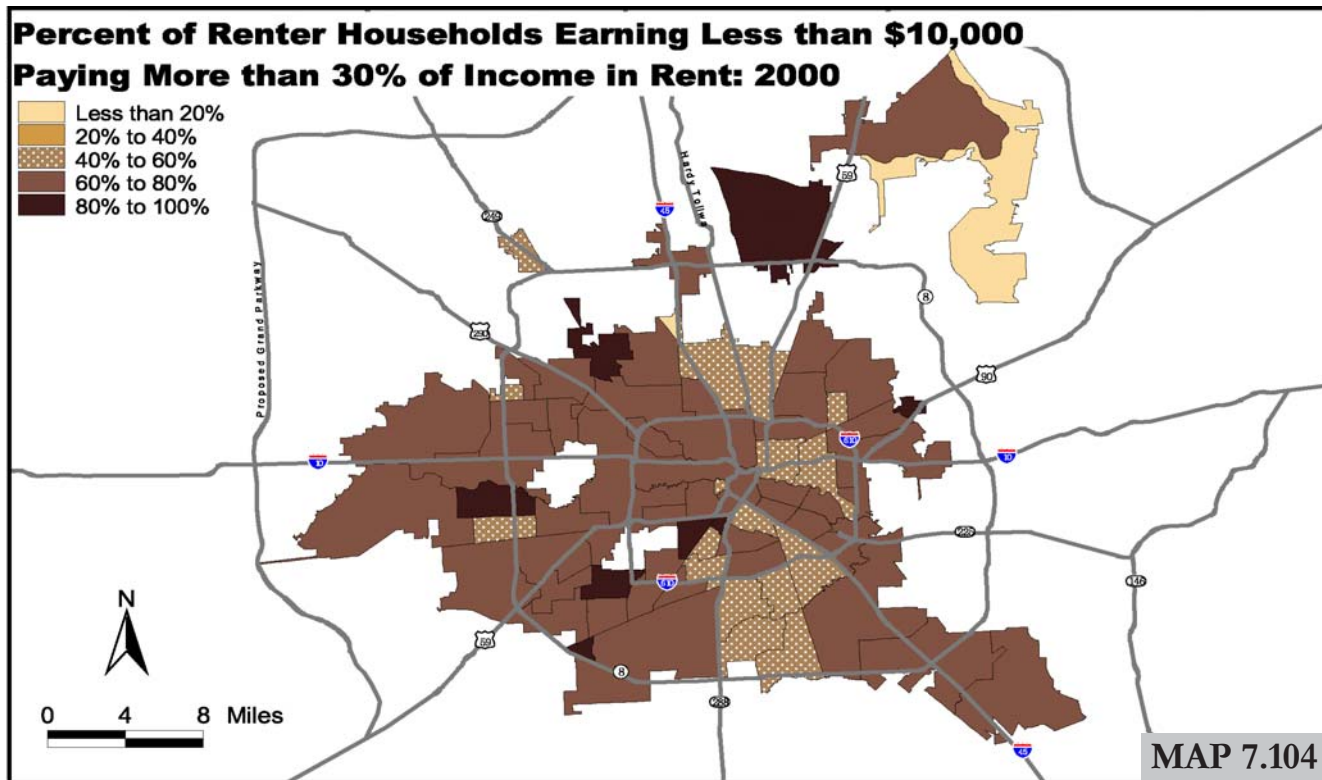 Percent of Renter Households Earning Less than $10,000
Paying More than 30% of Income in Rent: 2000
Less than 20%
20% to 40%
40% to 60%
60% to 80%
80% to 100%
Hardy Tollwa
59
249
45
Proposed Grand Parkway
8
290
90
610
10
10
225
146
610
59
8
288
45
N
0 4 8 Miles
MAP 7.104